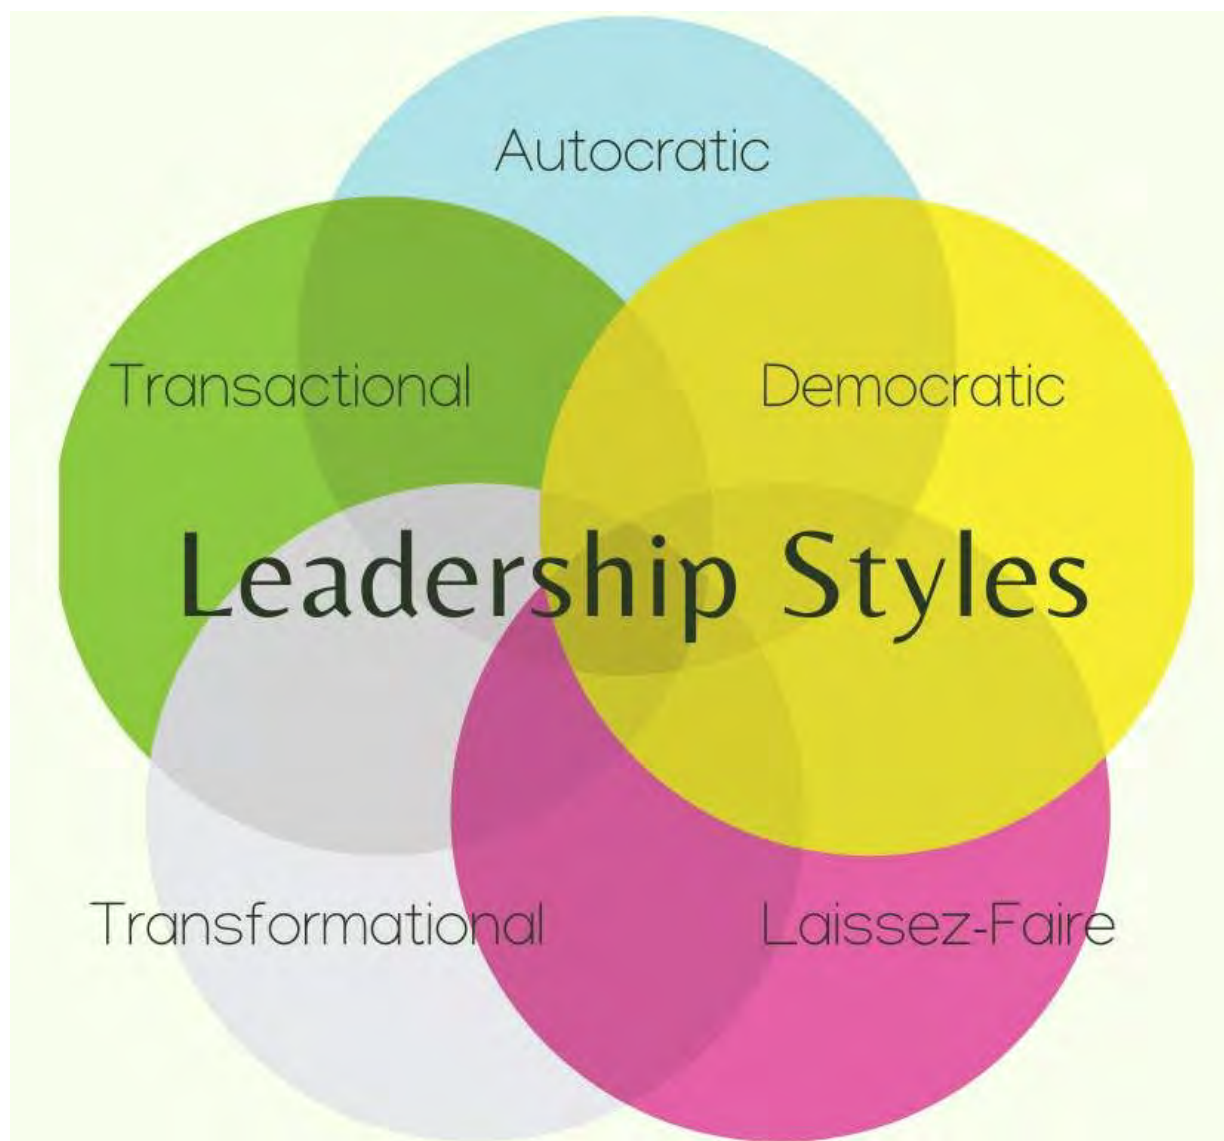 Autocratic
Transactional
Democratic
Leadership Styles
Transformational
Laissez-Faire